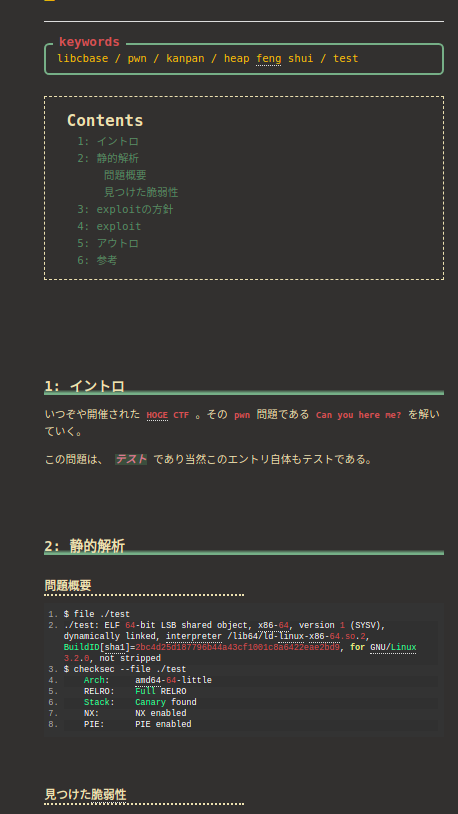 keywords
libcbase / pwn / kanpan / heap feng shui / test
Contents
1: イントロ
2: 静的解析
問題概要
見つけた脆弱性
3: exploitの方針
4: exploit
5: アウトロ
6: 参考
1: イントロ
いつぞや開催された HOGE CTF 。その pwn 問題である Can you here me? を解い
ていく。
この問題は、 テスト であり当然このエントリ自体もテストである。
2: 静的解析
問題概要
1. $ file ./test
2. ./test: ELF 64-bit LSB shared object, x86-64, version 1 (SYSV),
dynamically linked, interpreter /lib64/ld-linux-x86-64.so.2,
BuildID[sha1]=2bc4d25d187796b44a43cf1001c8a6422eae2bd9, for GNU/Linux
3.2.0, not stripped
3. $ checksec --file ./test
4. Arch: amd64-64-little
5. RELRO: Full RELRO
6. Stack: Canary found
7. NX: NX enabled
8. PIE: PIE enabled
見つけた脆弱性